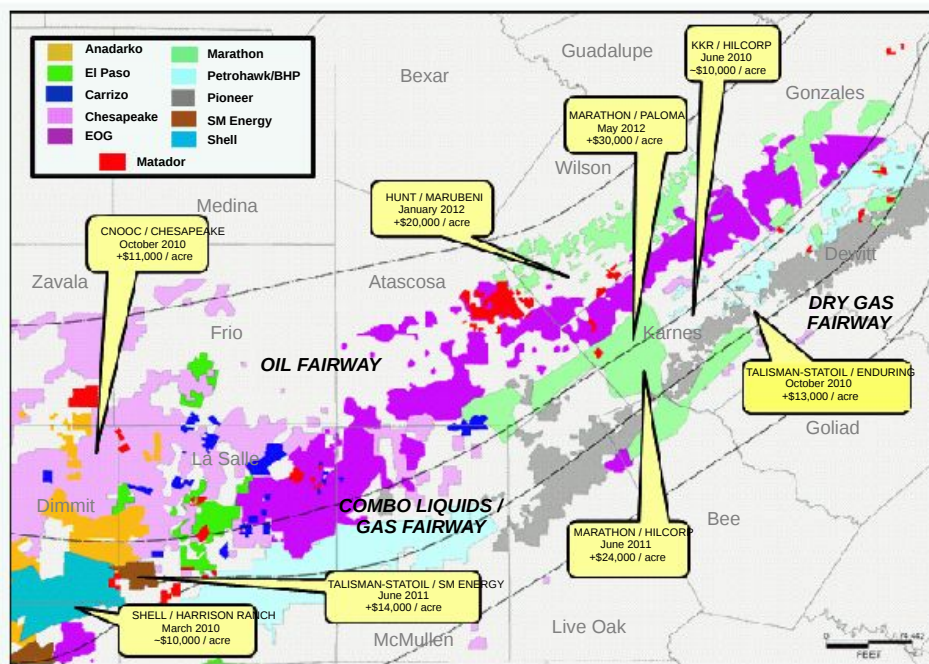 Anadarko
El Paso
Carrizo
Chesapeake
EOG
Marathon
Petrohawk/BHP
Pioneer
SM Energy
Shell
Matador
Guadalupe
Bexar
KKR / HILCORP
June 2010
~$10,000 / acre
Gonzales
MARATHON / PALOMA
May 2012
+$30,000 / acre
Wilson
HUNT / MARUBENI
January 2012
+$20,000 / acre
Medina
CNOOC / CHESAPEAKE
October 2010
+$11,000 / acre
Zavala
Atascosa
Dewitt
Frio
Karnes
DRY GAS
FAIRWAY
OIL FAIRWAY
TALISMAN-STATOIL / ENDURING
October 2010
+$13,000 / acre
Goliad
La Salle
Dimmit
COMBO LIQUIDS /
GAS FAIRWAY
Bee
MARATHON / HILCORP
June 2011
+$24,000 / acre
TALISMAN-STATOIL / SM ENERGY
June 2011
+$14,000 / acre
SHELL / HARRISON RANCH
March 2010
~$10,000 / acre
McMullen
Live Oak
0
FEET